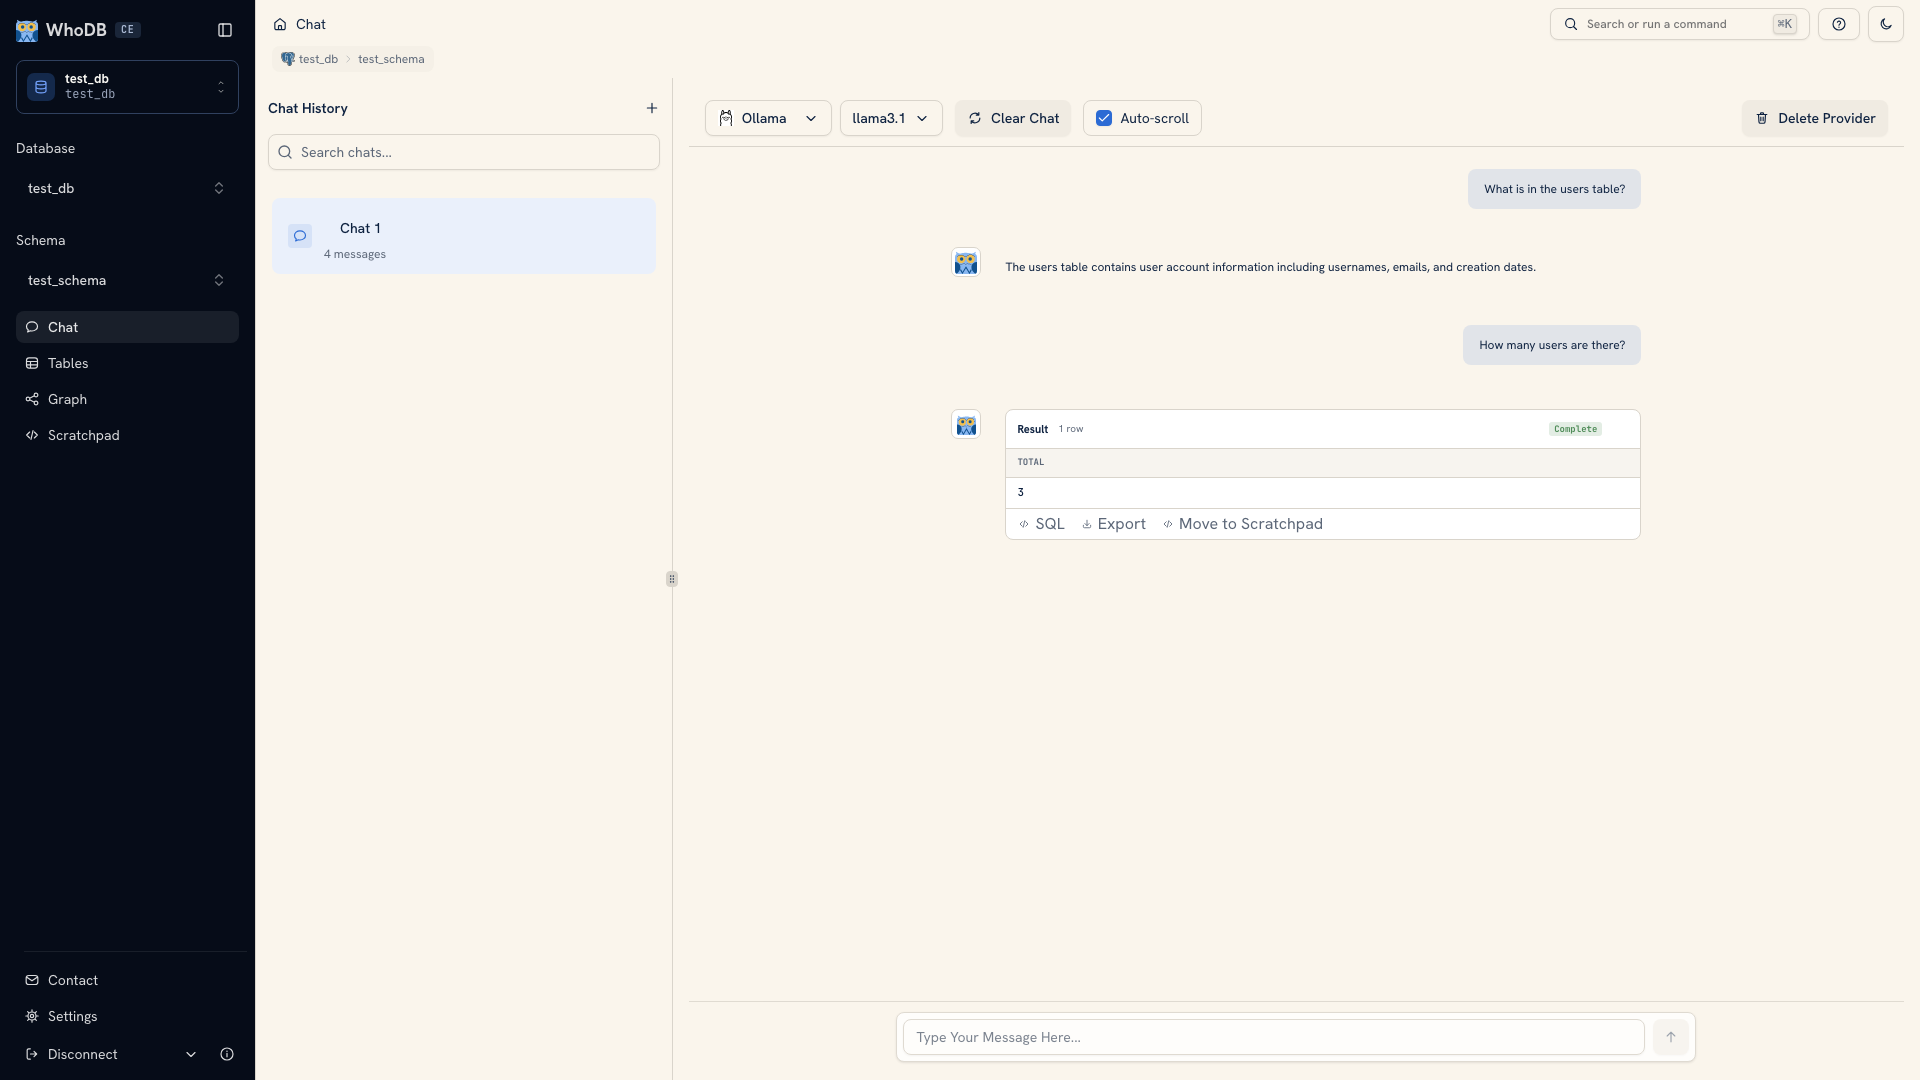 WhoDB CE
test_db
test_db
Database
test_db
Schema
test_schema
Chat
Tables
Graph
Scratchpad
Contact
Settings
Disconnect
Chat
Search or run a command ⌘K
test_db test_schema
Chat History
Search chats...
Chat 1
4 messages
Ollama
llama3.1
Clear Chat
Auto-scroll
Delete Provider
What is in the users table?
The users table contains user account information including usernames, emails, and creation dates.
How many users are there?
Result 1 row Complete
TOTAL
3
SQL Export Move to Scratchpad
Type Your Message Here...